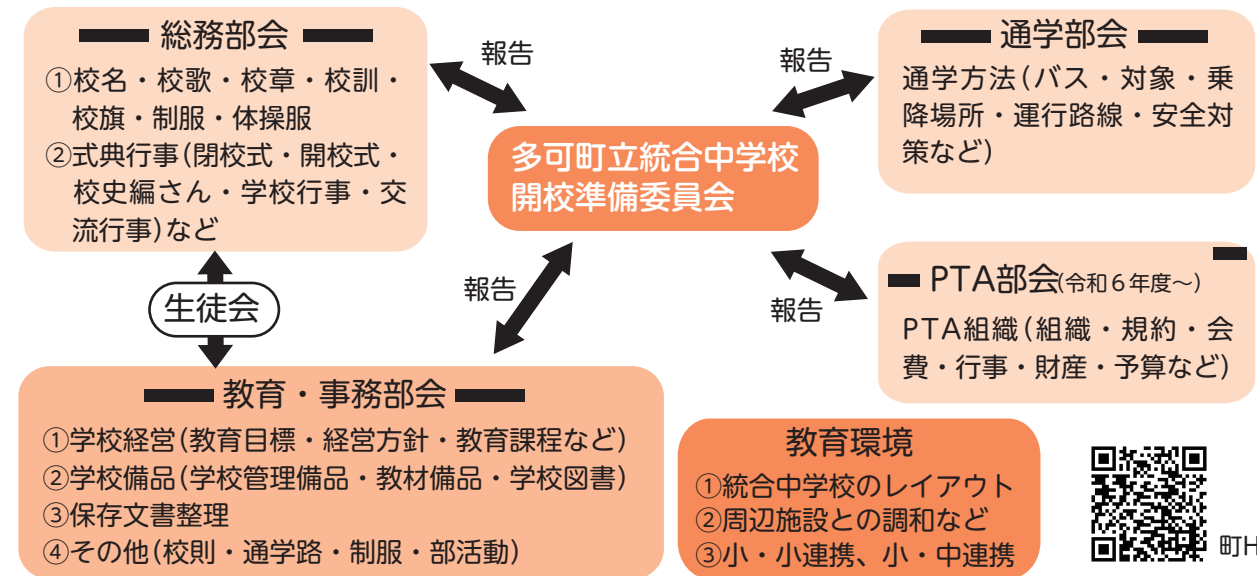 総務部会
①校名・校歌・校章・校訓・
校旗・制服・体操服
②式典行事(閉校式・開校式・
校史編さん・学校行事・交
流行事)など
報告
報告
通学部会
通学方法(バス・対象・乗
降場所・運行路線・安全対
策など)
多可町立統合中学校
開校準備委員会
生徒会
報告
報告
PTA部会(令和6年度～)
PTA組織(組織・規約・会
費・行事・財産・予算など)
教育・事務部会
①学校経営(教育目標・経営方針・教育課程など)
②学校備品(学校管理備品・教材備品・学校図書)
③保存文書整理
④その他(校則・通学路・制服・部活動)
教育環境
①統合中学校のレイアウト
②周辺施設との調和など
③小・小連携、小・中連携
町H